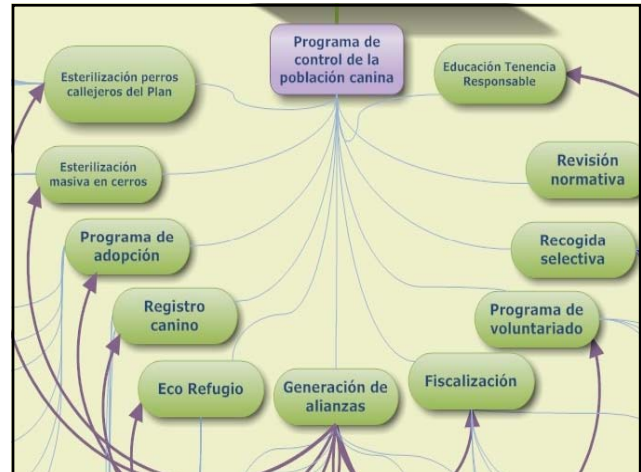 Programa de
control de la
población canina
Esterilización perros
callejeros del Plan
Educación Tenencia
Responsable
Esterilización
masiva en cerros
Revisión
normativa
Programa de
adopción
Recogida
selectiva
Registro
canino
Programa de
voluntariado
Eco Refugio
Generación de
alianzas
Fiscalización